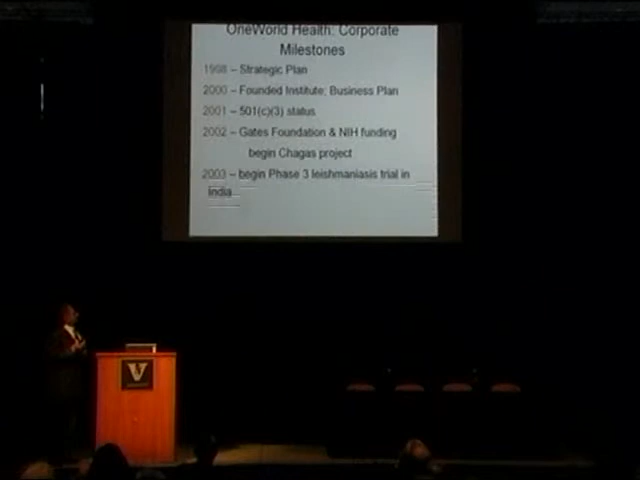 OneWorld Health: Corporate
Milestones
1998 – Strategic Plan
2000 – Founded Institute; Business Plan
2001 – 501(c)(3) status
2002 – Gates Foundation & NIH funding
begin Chagas project
2003 – begin Phase 3 leishmaniasis trial in
India
V